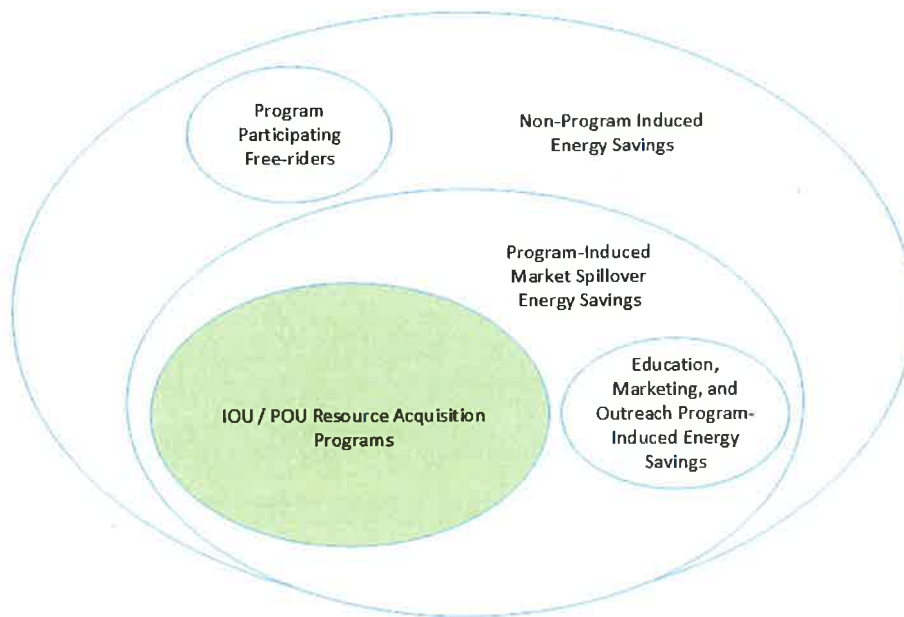 Program
Participating
Free-riders
Non-Program Induced
Energy Savings
Program-Induced
Market Spillover
Energy Savings
IOU / POU Resource Acquisition
Programs
Education,
Marketing, and
Outreach Program-
Induced Energy
Savings